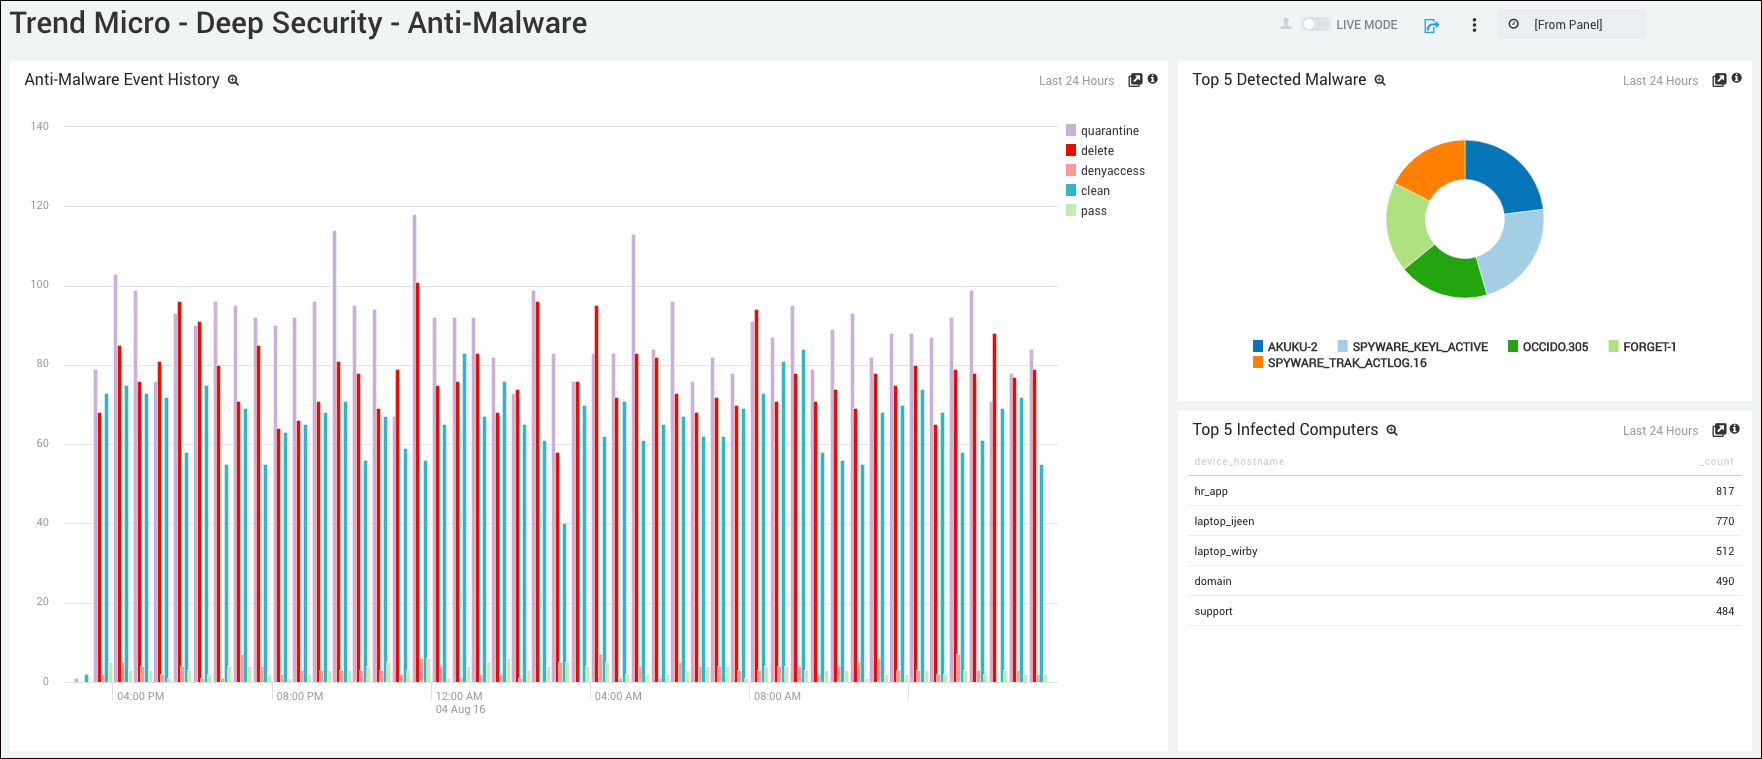 Trend Micro - Deep Security - Anti-Malware
LIVE MODE
[From Panel]
Anti-Malware Event History
Last 24 Hours
140
120
100
80
60
40
20
0
04:00 PM
08:00 PM
12:00 AM
04 Aug 16
04:00 AM
08:00 AM
quarantine
delete
denyaccess
clean
pass
Top 5 Detected Malware
Last 24 Hours
AKUKU-2 SPYWARE_KEYL_ACTIVE OCCIDO.305 FORGET-1
SPYWARE_TRAK_ACTLOG.16
Top 5 Infected Computers
Last 24 Hours
device_hostname _count
hr_app 817
laptop_ijeen 770
laptop_wirby 512
domain 490
support 484